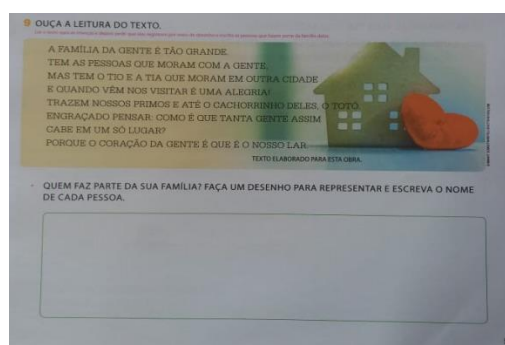 9 OUÇA A LEITURA DO TEXTO.
A FAMÍLIA DA GENTE É TÃO GRANDE.
TEM AS PESSOAS QUE MORAM COM A GENTE,
MAS TEM O TIO E A TIA QUE MORAM EM OUTRA CIDADE
E QUANDO VÊM NOS VISITAR É UMA ALEGRIA!
TRAZEM NOSSOS PRIMOS E ATÉ O CACHORRINHO DELES, O TOTÓ.
ENGRAÇADO PENSAR: COMO É QUE TANTA GENTE ASSIM
CABE EM UM SÓ LUGAR?
PORQUE O CORAÇÃO DA GENTE É QUE É O NOSSO LAR.
TEXTO ELABORADO PARA ESTA OBRA.
- QUEM FAZ PARTE DA SUA FAMÍLIA? FAÇA UM DESENHO PARA REPRESENTAR E ESCREVA O NOME
DE CADA PESSOA.